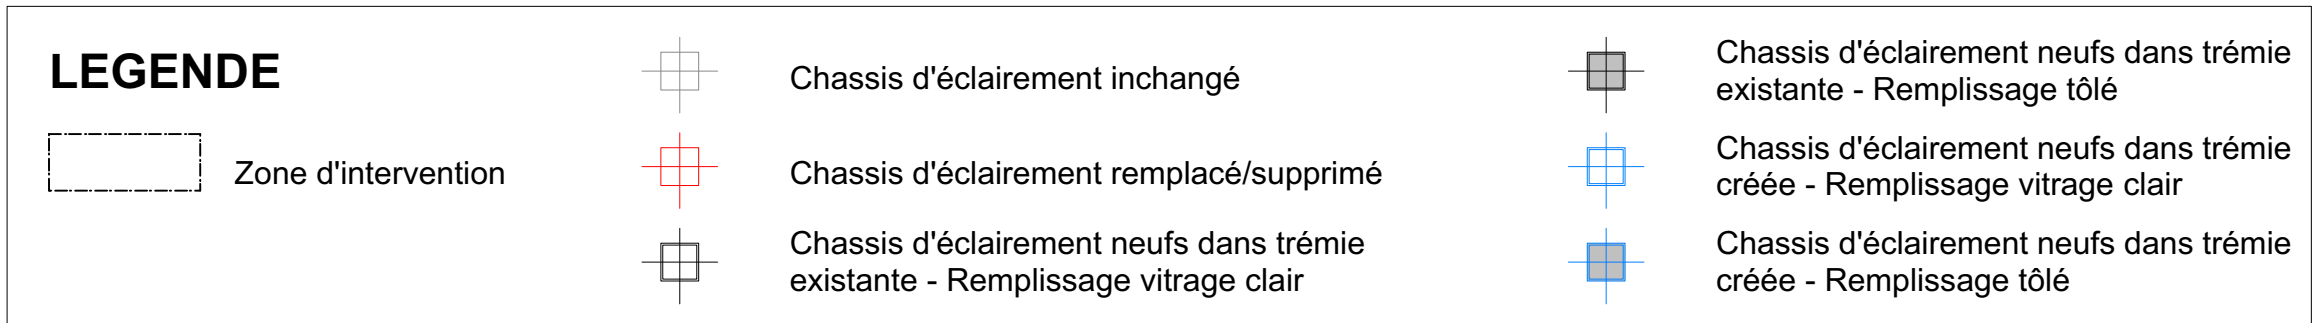 LEGENDE
Zone d'intervention
Chassis d'éclairement inchangé
Chassis d'éclairement remplacé/supprimé
Chassis d'éclairement neufs dans trémie
existante - Remplissage vitrage clair
Chassis d'éclairement neufs dans trémie
existante - Remplissage tôlé
Chassis d'éclairement neufs dans trémie
créée - Remplissage vitrage clair
Chassis d'éclairement neufs dans trémie
créée - Remplissage tôlé